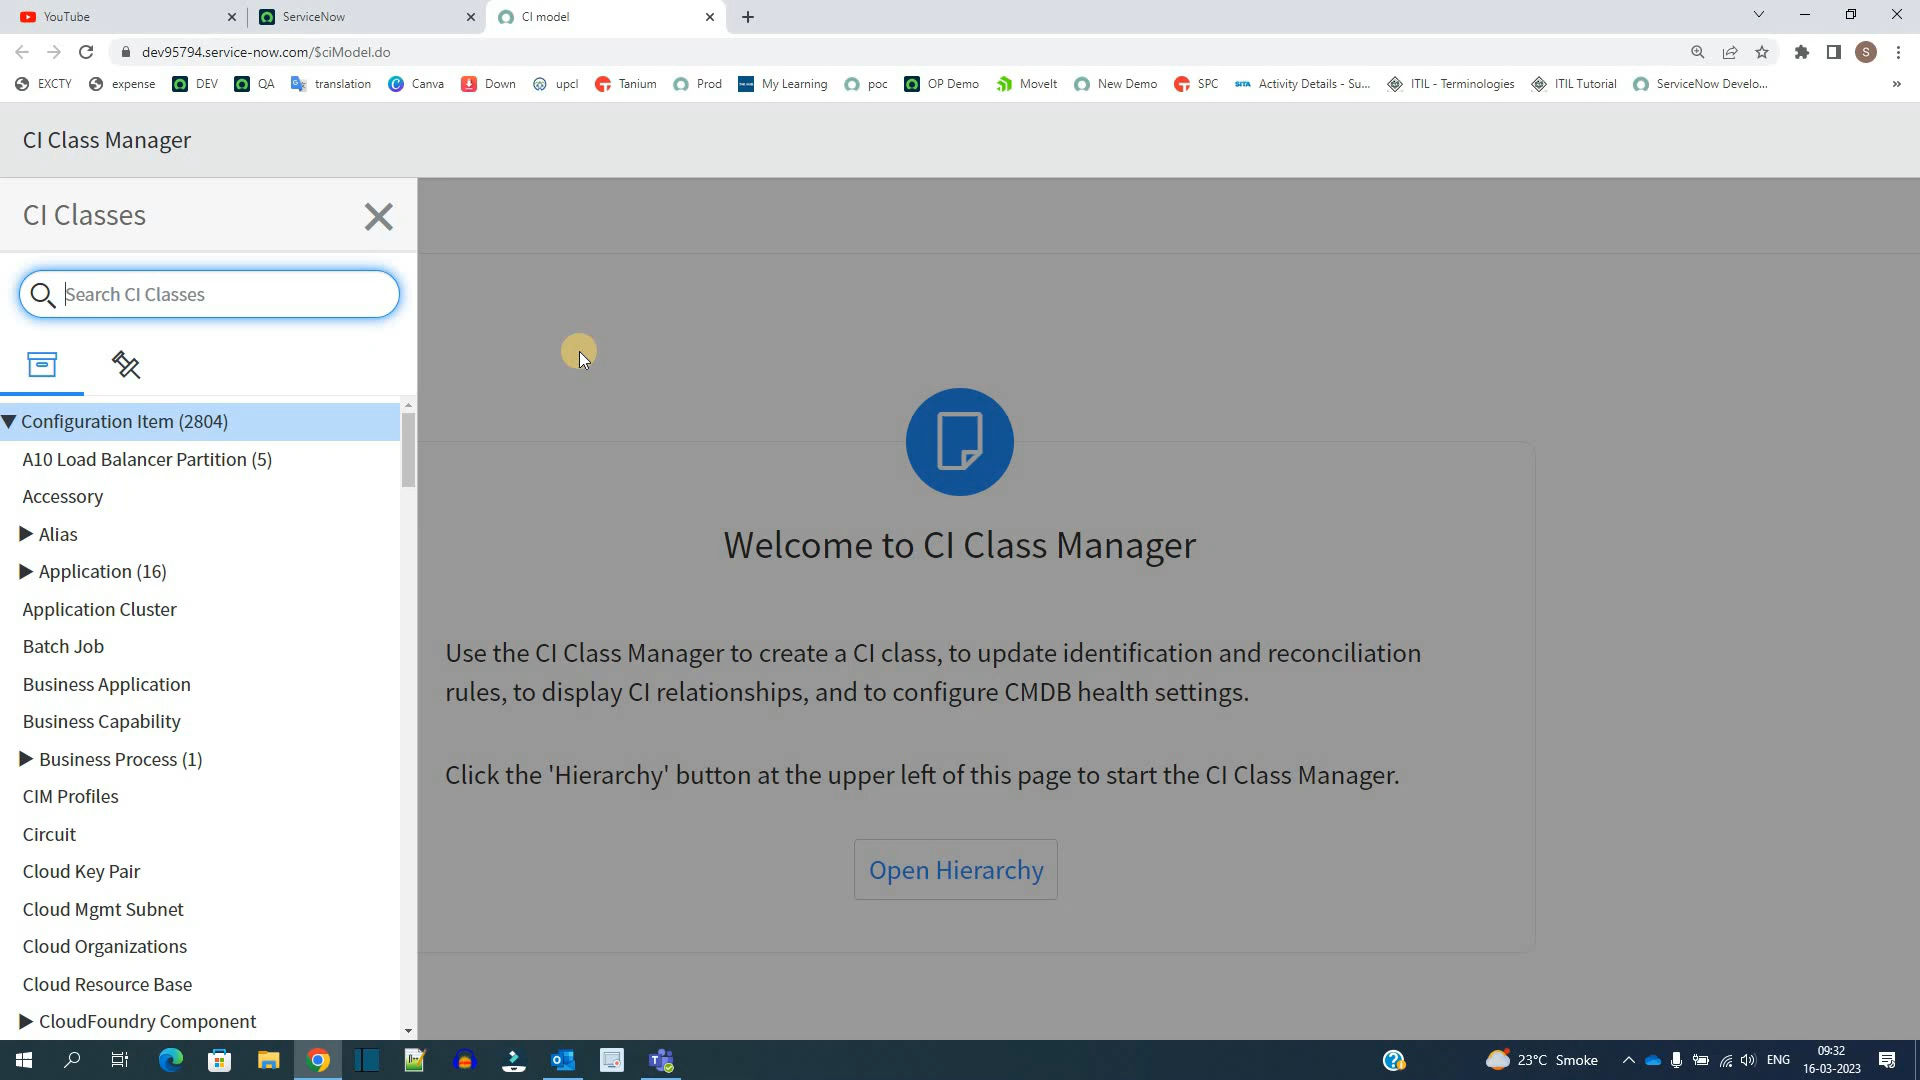 YouTube
ServiceNow
CI model
dev95794.service-now.com/$ciModel.do
S
EXCTY
expense
DEV
QA
translation
Canva
Down
upcl
Tanium
Prod
My Learning
poc
OP Demo
MoveIt
New Demo
SPC
SITA
Activity Details - Su...
ITIL - Terminologies
ITIL Tutorial
ServiceNow Develo...
»
CI Class Manager
CI Classes
Search CI Classes
Configuration Item (2804)
A10 Load Balancer Partition (5)
Accessory
Alias
Application (16)
Application Cluster
Batch Job
Business Application
Business Capability
Business Process (1)
CIM Profiles
Circuit
Cloud Key Pair
Cloud Mgmt Subnet
Cloud Organizations
Cloud Resource Base
CloudFoundry Component
Welcome to CI Class Manager
Use the CI Class Manager to create a CI class, to update identification and reconciliation
rules, to display CI relationships, and to configure CMDB health settings.
Click the 'Hierarchy' button at the upper left of this page to start the CI Class Manager.
Open Hierarchy
23°C Smoke
ENG
09:32
16-03-2023